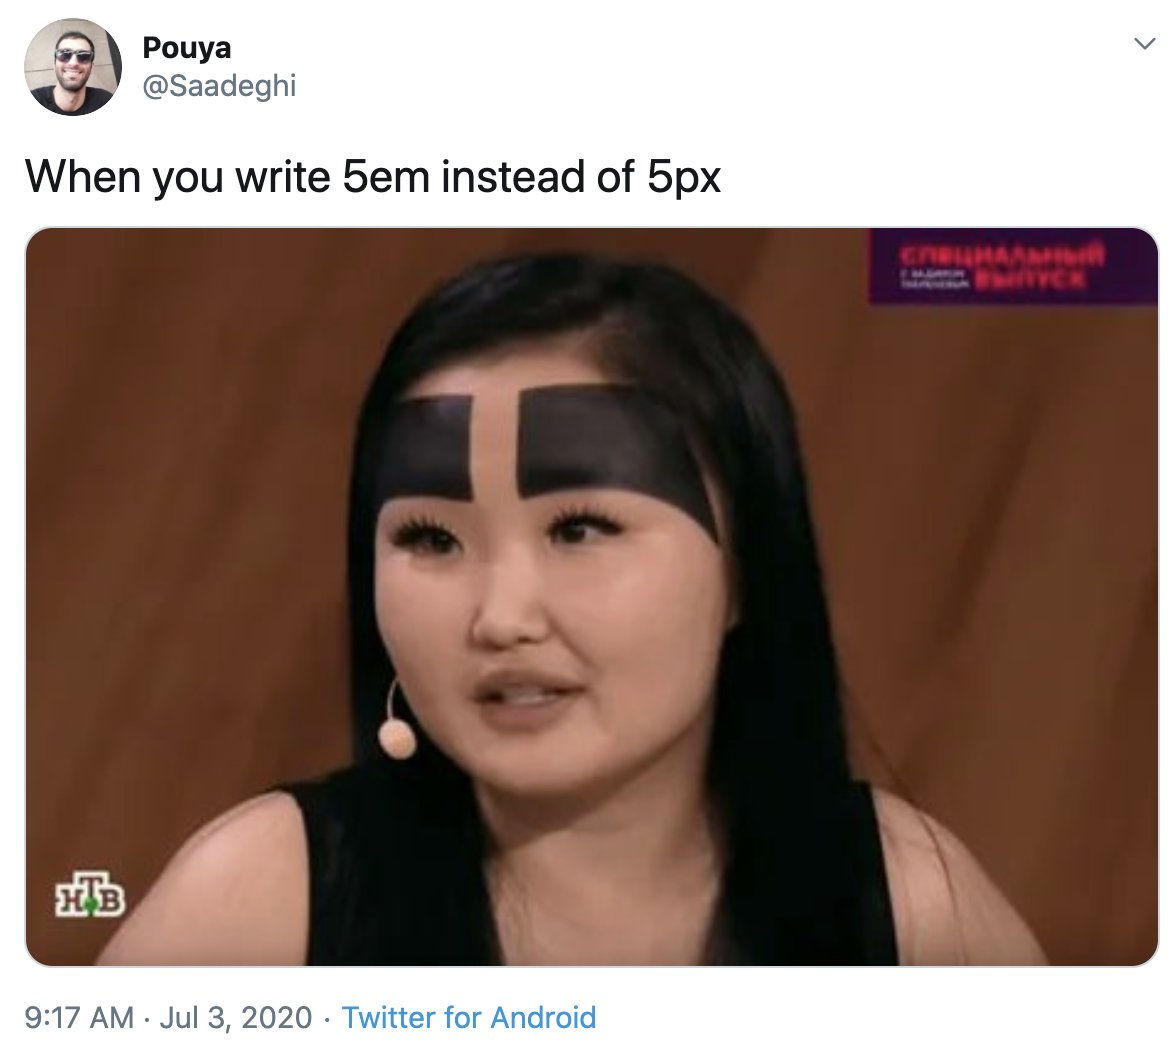 Pouya
@Saadeghi
When you write 5em instead of 5px
СПЕЦИАЛЬНЫЙ
ВЫПУСК
НТВ
9:17 AM · Jul 3, 2020 · Twitter for Android